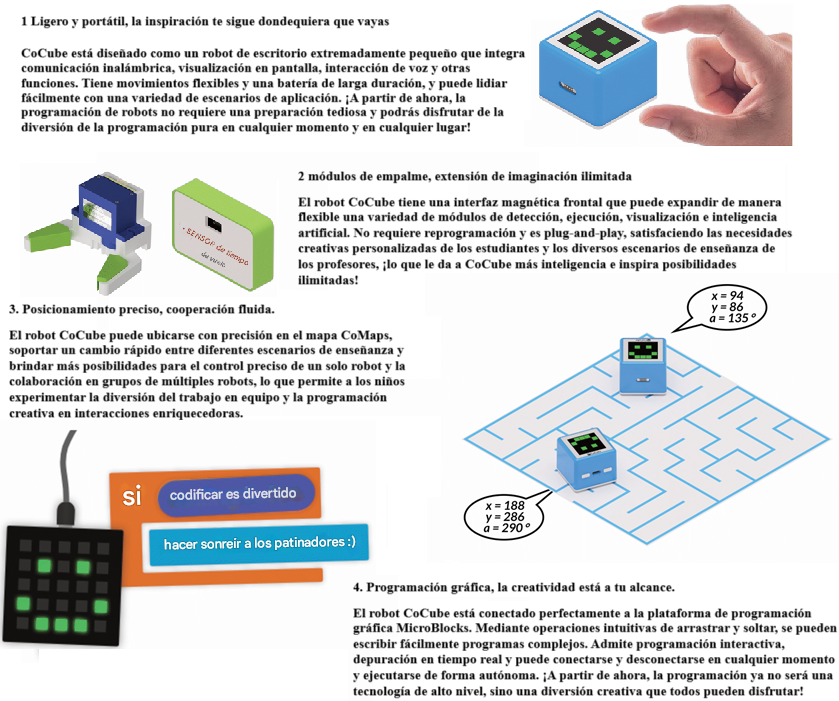 1 Ligero y portátil, la inspiración te sigue dondequiera que vayas
CoCube está diseñado como un robot de escritorio extremadamente pequeño que integra
comunicación inalámbrica, visualización en pantalla, interacción de voz y otras
funciones. Tiene movimientos flexibles y una batería de larga duración, y puede lidiar
fácilmente con una variedad de escenarios de aplicación. ¡A partir de ahora, la
programación de robots no requiere una preparación tediosa y podrás disfrutar de la
diversión de la programación pura en cualquier momento y en cualquier lugar!
2 módulos de empalme, extensión de imaginación ilimitada
El robot CoCube tiene una interfaz magnética frontal que puede expandir de manera
flexible una variedad de módulos de detección, ejecución, visualización e inteligencia
artificial. No requiere reprogramación y es plug-and-play, satisfaciendo las necesidades
creativas personalizadas de los estudiantes y los diversos escenarios de enseñanza de
los profesores, ¡lo que le da a CoCube más inteligencia e inspira posibilidades
ilimitadas!
- SENSOR de tiempo
de vuelo
3. Posicionamiento preciso, cooperación fluida.
El robot CoCube puede ubicarse con precisión en el mapa CoMaps,
soportar un cambio rápido entre diferentes escenarios de enseñanza y
brindar más posibilidades para el control preciso de un solo robot y la
colaboración en grupos de múltiples robots, lo que permite a los niños
experimentar la diversión del trabajo en equipo y la programación
creativa en interacciones enriquecedoras.
x = 94
y = 86
a = 135 º
x = 188
y = 286
a = 290 º
si codificar es divertido
hacer sonreir a los patinadores :)
4. Programación gráfica, la creatividad está a tu alcance.
El robot CoCube está conectado perfectamente a la plataforma de programación
gráfica MicroBlocks. Mediante operaciones intuitivas de arrastrar y soltar, se pueden
escribir fácilmente programas complejos. Admite programación interactiva,
depuración en tiempo real y puede conectarse y desconectarse en cualquier momento
y ejecutarse de forma autónoma. ¡A partir de ahora, la programación ya no será una
tecnología de alto nivel, sino una diversión creativa que todos pueden disfrutar!